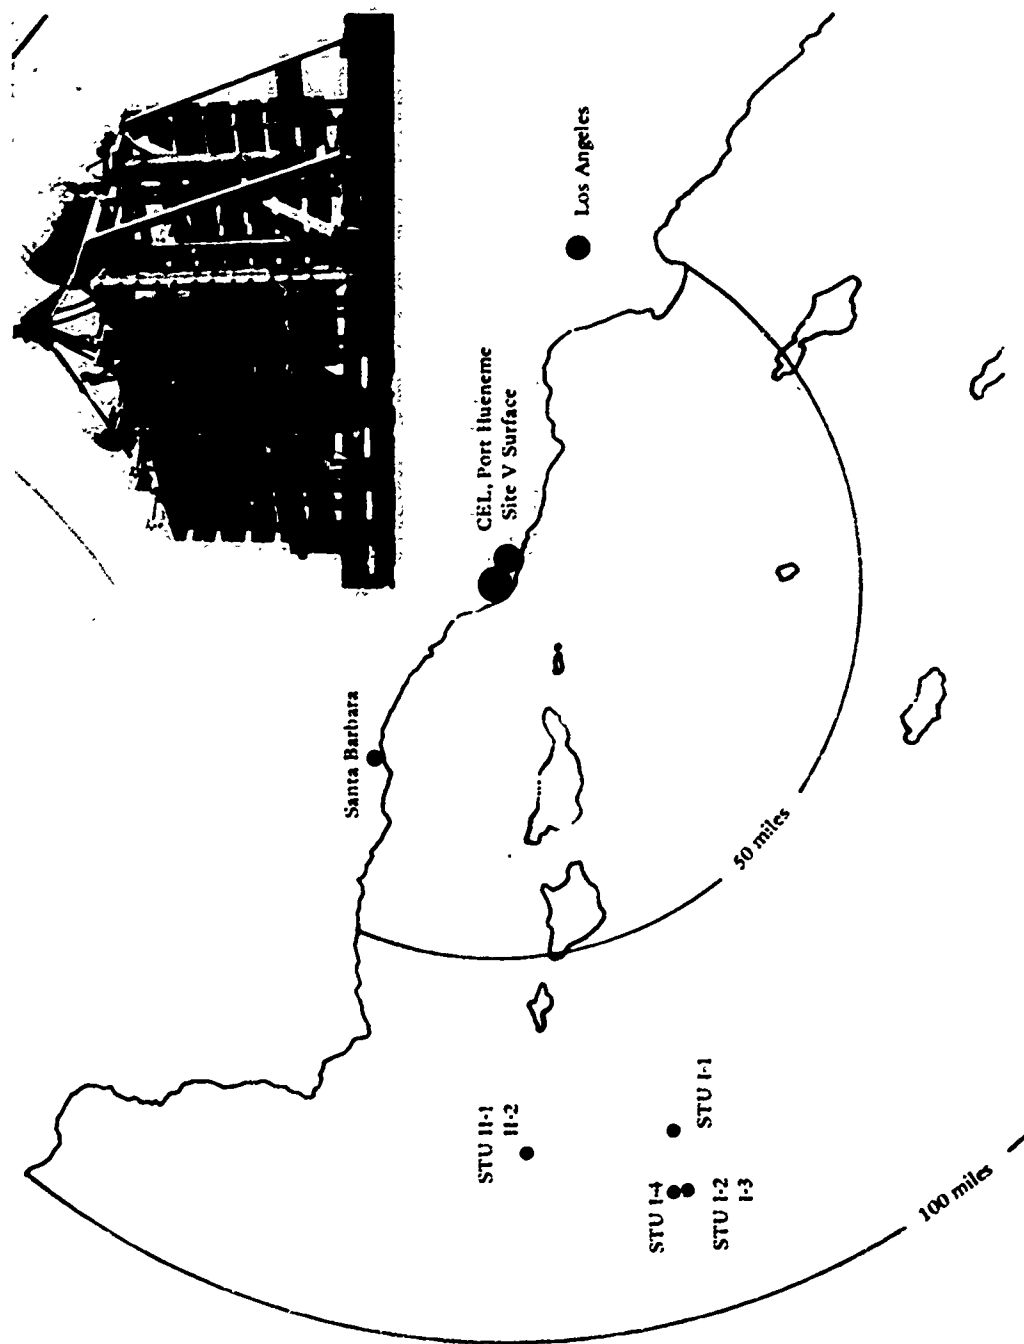 Los Angeles
CEL, Port Hueneme
Site V Surface
Santa Barbara
50 miles
STU II-1
II-2
STU I-1
STU I-4
STU I-2
I-3
100 miles